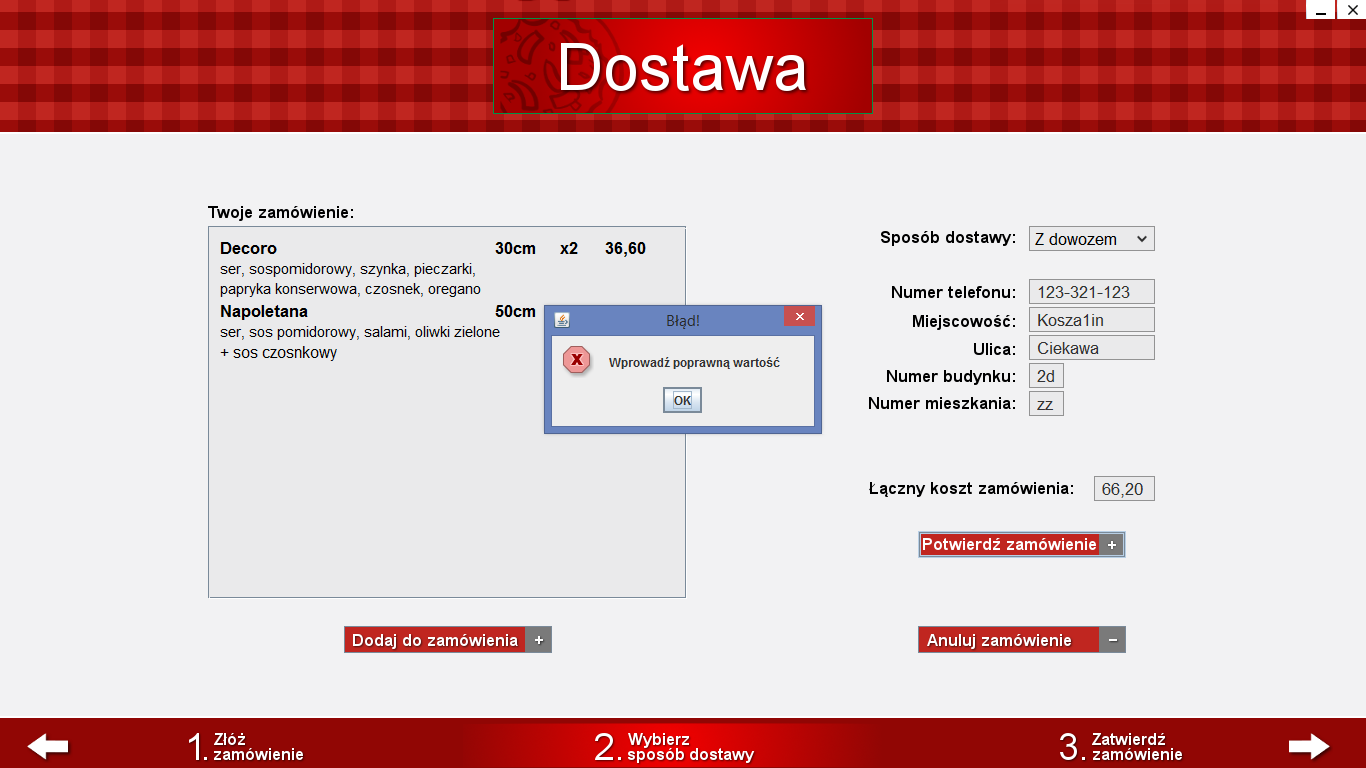 Dostawa
Twoje zamówienie:
Decoro 30cm x2 36,60
ser, sospomidorowy, szynka, pieczarki,
papryka konserwowa, czosnek, oregano
Napoletana 50cm
ser, sos pomidorowy, salami, oliwki zielone
+ sos czosnkowy
Błąd!
Wprowadź poprawną wartość
OK
Sposób dostawy: Z dowozem
Numer telefonu: 123-321-123
Miejscowość: Kosza1in
Ulica: Ciekawa
Numer budynku: 2d
Numer mieszkania: zz
Łączny koszt zamówienia: 66,20
Potwierdź zamówienie +
Dodaj do zamówienia +
Anuluj zamówienie −
1. Złóż
zamówienie
2. Wybierz
sposób dostawy
3. Zatwierdź
zamówienie